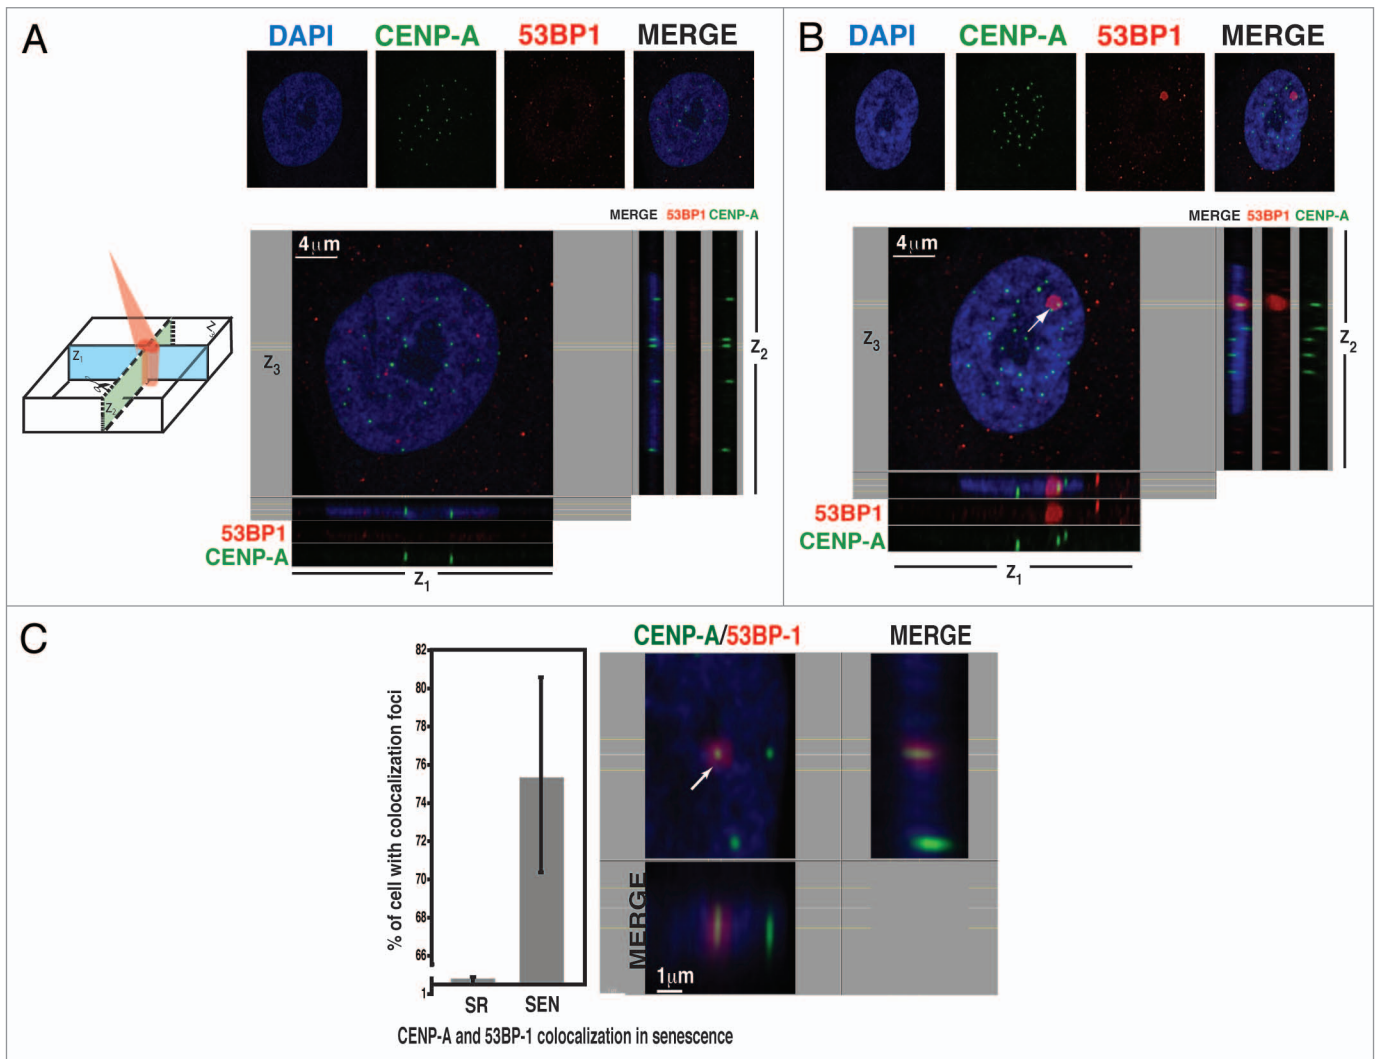 A
DAPI CENP-A 53BP1 MERGE
MERGE 53BP1 CENP-A
4μm
Z3
Z2
Z1
Z2
53BP1
CENP-A
Z1
B
DAPI CENP-A 53BP1 MERGE
MERGE 53BP1 CENP-A
4μm
Z3
Z2
53BP1
CENP-A
Z1
C
% of cell with colocalization foci
82
80
78
76
74
72
70
68
66
1
SR SEN
CENP-A and 53BP-1 colocalization in senescence
CENP-A/53BP-1 MERGE
MERGE
1μm